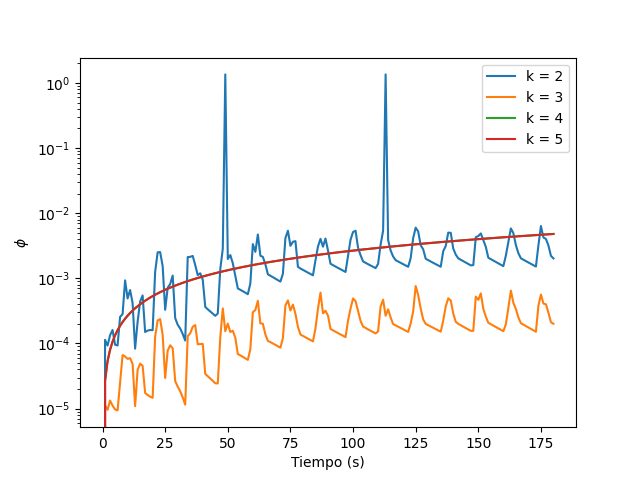 10⁰
10⁻¹
10⁻²
10⁻³
10⁻⁴
10⁻⁵
ϕ
k = 2
k = 3
k = 4
k = 5
0 25 50 75 100 125 150 175
Tiempo (s)